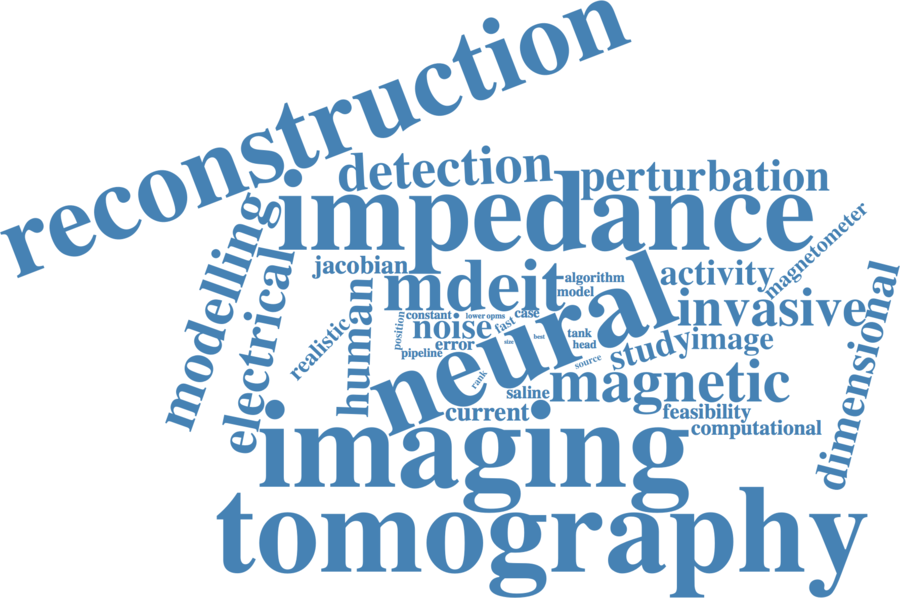 reconstruction
detection
perturbation
impedance
modelling
electrical
jacobian
mdeit
algorithm
model
activity
magnetometer
invasive
human
realistic
position
constant
lower opms
case
noise
fast
error
pipeline
size
best
tank
head
source
rank
neural
study
image
dimensional
saline
magnetic
current
feasibility
computational
imaging
tomography